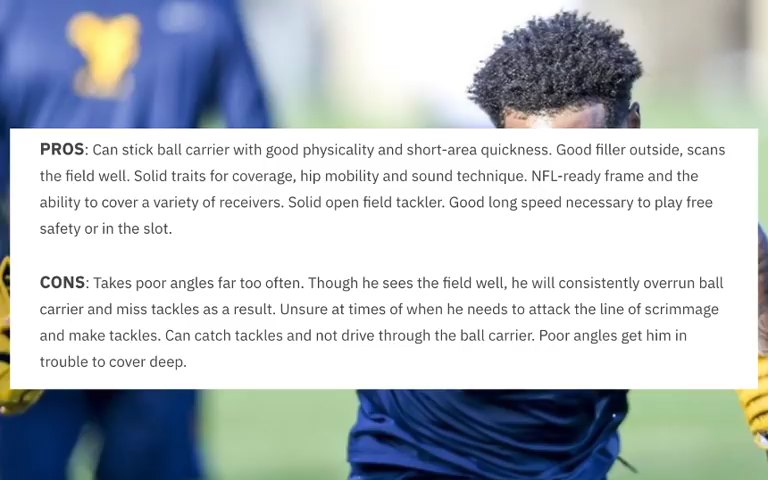 PROS: Can stick ball carrier with good physicality and short-area quickness. Good filler outside, scans
the field well. Solid traits for coverage, hip mobility and sound technique. NFL-ready frame and the
ability to cover a variety of receivers. Solid open field tackler. Good long speed necessary to play free
safety or in the slot.
CONS: Takes poor angles far too often. Though he sees the field well, he will consistently overrun ball
carrier and miss tackles as a result. Unsure at times of when he needs to attack the line of scrimmage
and make tackles. Can catch tackles and not drive through the ball carrier. Poor angles get him in
trouble to cover deep.